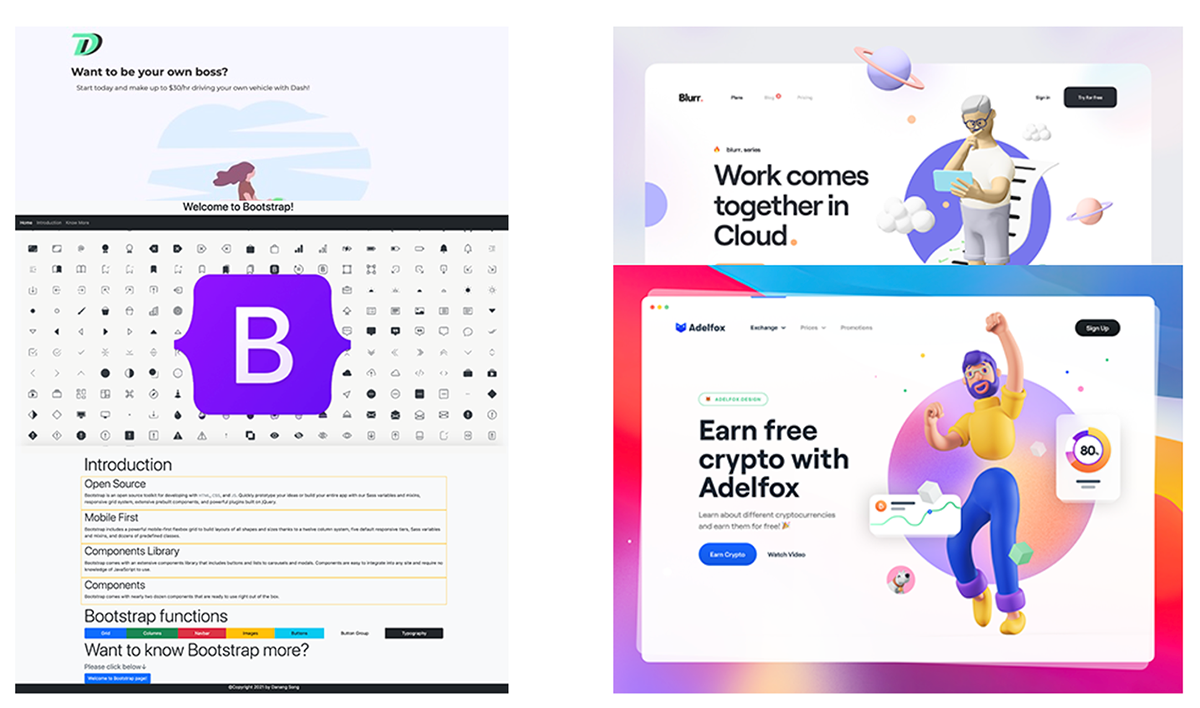 Want to be your own boss?
Start today and make up to $30/hr driving your own vehicle with Dash!
Welcome to Bootstrap!
Home Introduction Know More
B
Introduction
Open Source
Bootstrap is an open source toolkit for developing with HTML, CSS, and JS. Quickly prototype your ideas or build your entire app with our Sass variables and mixins,
responsive grid system, extensive prebuilt components, and powerful plugins built on jQuery.
Mobile First
Bootstrap includes a powerful mobile-first flexbox grid to build layouts of all shapes and sizes thanks to a twelve column system, five default responsive tiers, Sass variables
and mixins, and dozens of predefined classes.
Components Library
Bootstrap comes with an extensive components library that includes buttons and lists to carousels and modals. Components are easy to integrate into any site and require no
knowledge of JavaScript to use.
Components
Bootstrap comes with nearly two dozen components that are ready to use right out of the box.
Bootstrap functions
Grid Columns Navbar Images Buttons Button Group Typography
Want to know Bootstrap more?
Please click below↓
Welcome to Bootstrap page!
©Copyright 2021 by Danang Song
Blurr.
Plans Blog Pricing
Sign in Try for Free
blurr. series
Work comes
together in
Cloud.
Adelfox
Exchange Prices Promotions
Sign Up
ADELFOX DESIGN
Earn free
crypto with
Adelfox
Learn about different cryptocurrencies
and earn them for free! 🎉
Earn Crypto Watch Video
80%